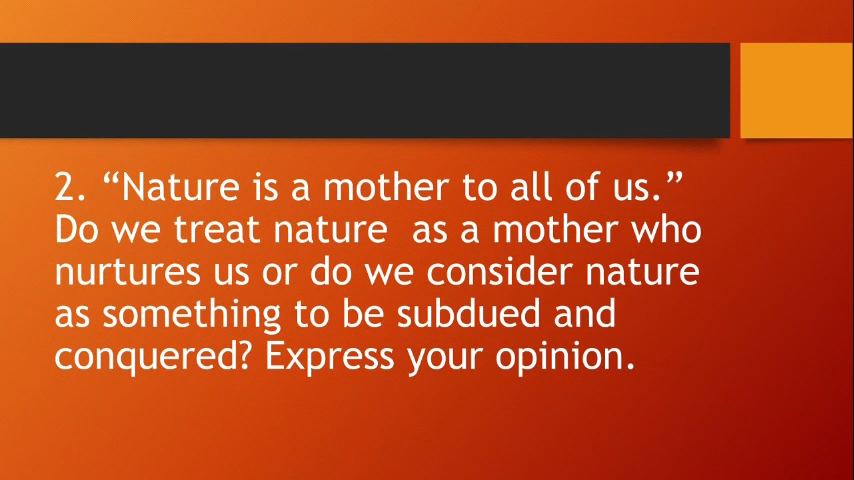 2. “Nature is a mother to all of us.”
Do we treat nature  as a mother who
nurtures us or do we consider nature
as something to be subdued and
conquered? Express your opinion.